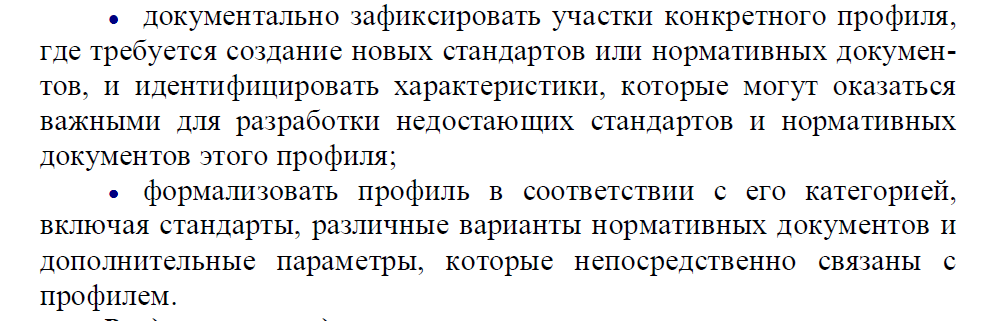 • документально зафиксировать участки конкретного профиля,
где требуется создание новых стандартов или нормативных докумен-
тов, и идентифицировать характеристики, которые могут оказаться
важными для разработки недостающих стандартов и нормативных
документов этого профиля;
• формализовать профиль в соответствии с его категорией,
включая стандарты, различные варианты нормативных документов и
дополнительные параметры, которые непосредственно связаны с
профилем.